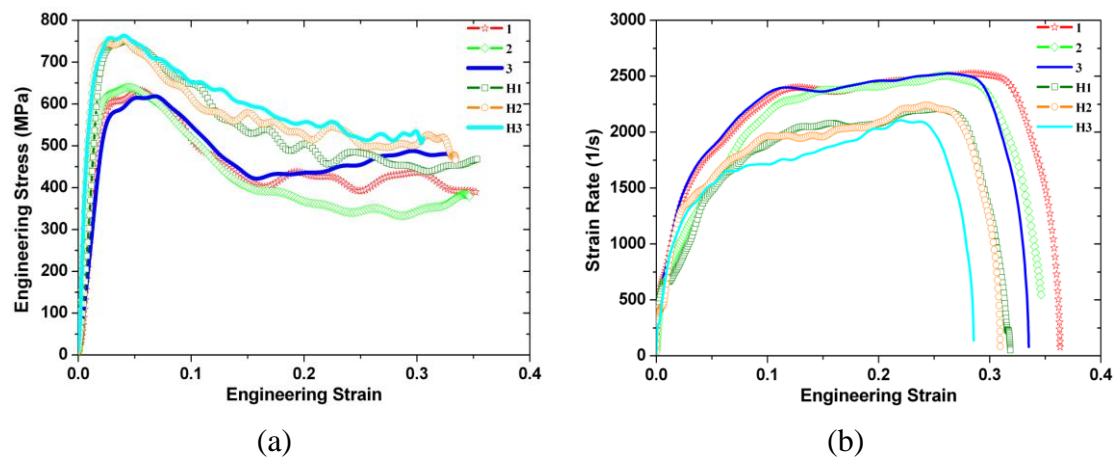 800
700
600
500
400
300
200
100
0
Engineering Stress (MPa)
0.0 0.1 0.2 0.3 0.4
Engineering Strain
1
2
3
H1
H2
H3
(a)
3000
2500
2000
1500
1000
500
0
Strain Rate (1/s)
0.0 0.1 0.2 0.3 0.4
Engineering Strain
1
2
3
H1
H2
H3
(b)